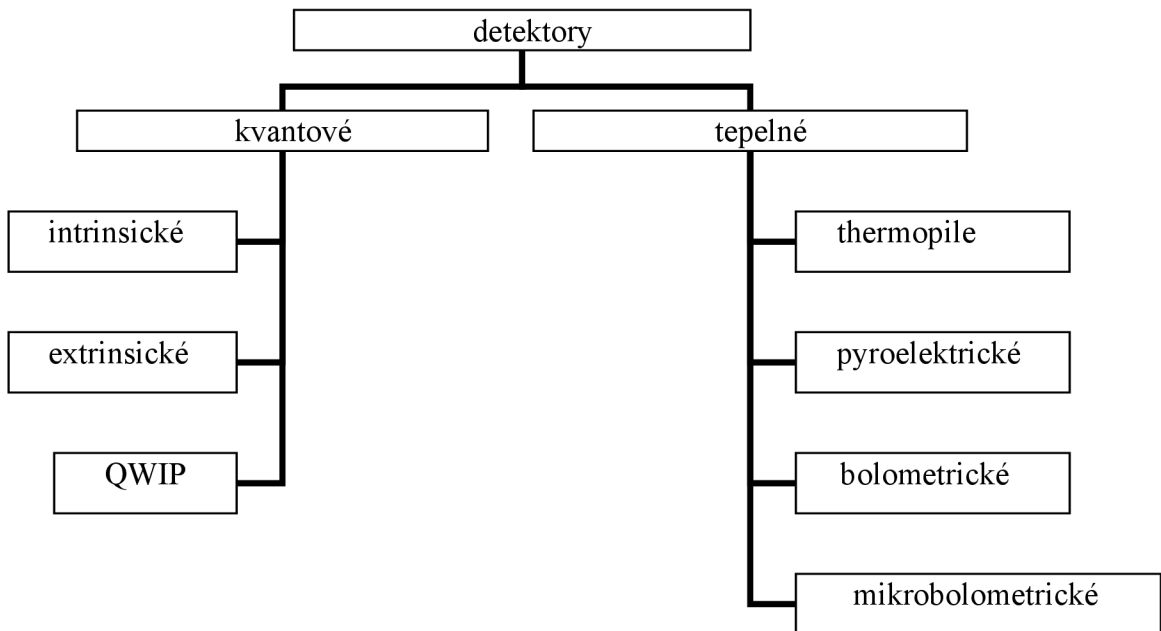 detektory
kvantové
tepelné
intrinsické
thermopile
extrinsické
pyroelektrické
QWIP
bolometrické
mikrobolometrické